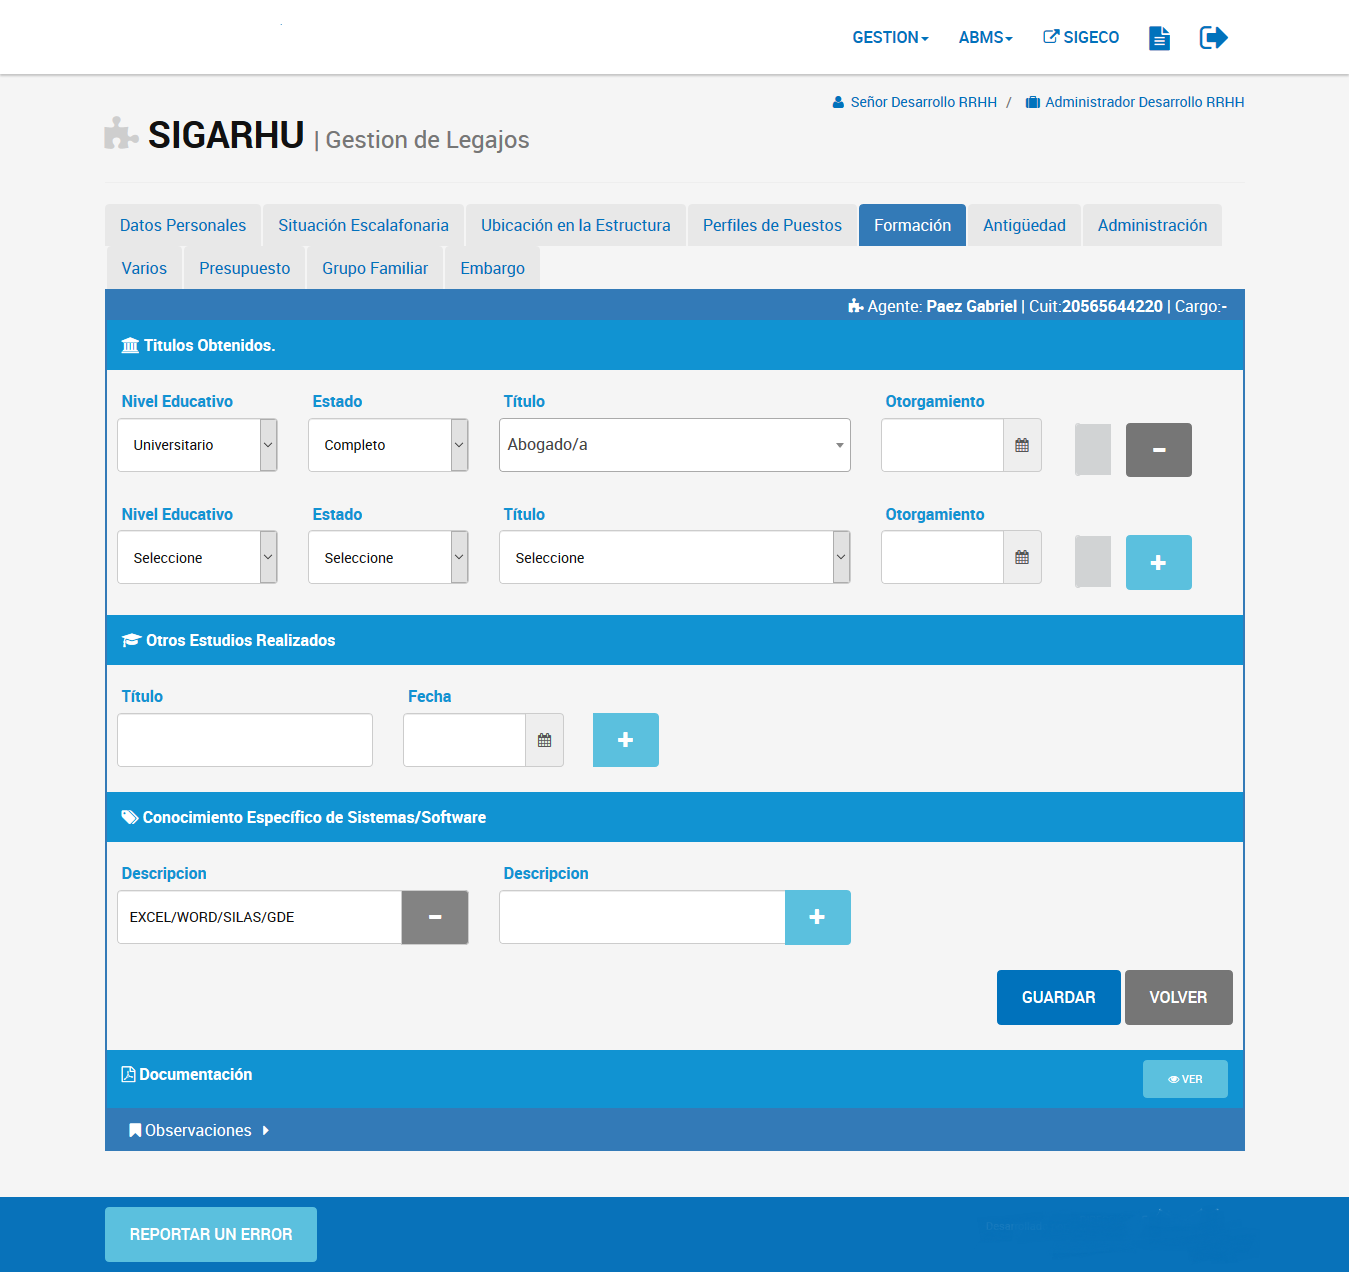 GESTION ABMS SIGECO
Señor Desarrollo RRHH / Administrador Desarrollo RRHH
SIGARHU | Gestion de Legajos
Datos Personales Situación Escalafonaria Ubicación en la Estructura Perfiles de Puestos Formación Antigüedad Administración
Varios Presupuesto Grupo Familiar Embargo
Agente: Paez Gabriel | Cuit:20565644220 | Cargo:-
Titulos Obtenidos.
Nivel Educativo Estado Título Otorgamiento
Universitario Completo Abogado/a
Nivel Educativo Estado Título Otorgamiento
Seleccione Seleccione Seleccione
Otros Estudios Realizados
Título Fecha
Conocimiento Específico de Sistemas/Software
Descripcion Descripcion
EXCEL/WORD/SILAS/GDE
GUARDAR VOLVER
Documentación VER
Observaciones
REPORTAR UN ERROR